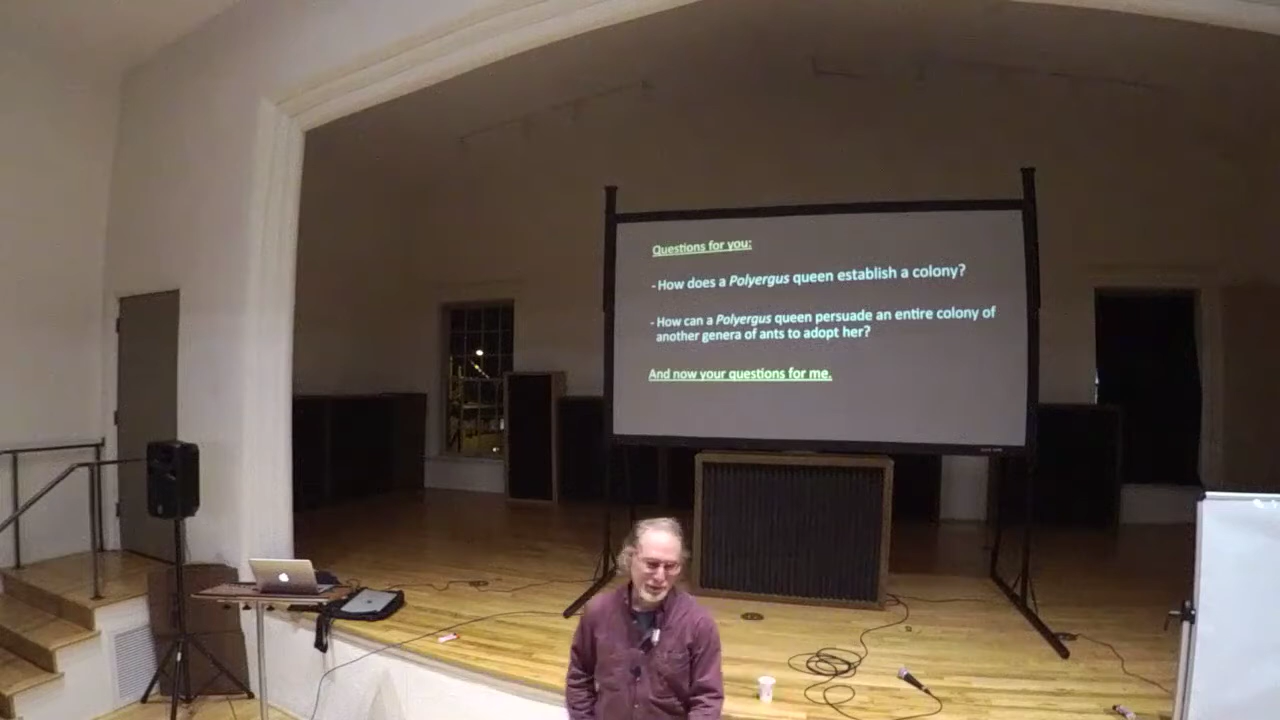 Questions for you:
- How does a Polyergus queen establish a colony?
- How can a Polyergus queen persuade an entire colony of
another genera of ants to adopt her?
And now your questions for me.